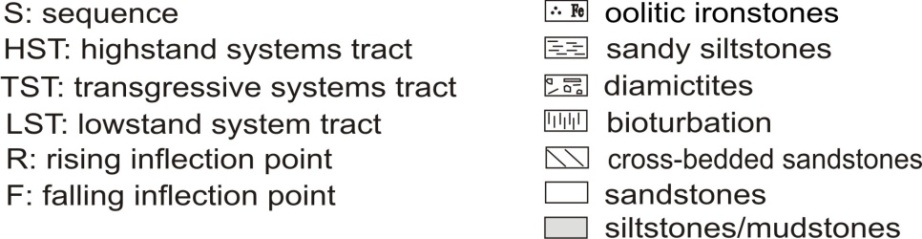 S: sequence
HST: highstand systems tract
TST: transgressive systems tract
LST: lowstand system tract
R: rising inflection point
F: falling inflection point
Fe oolitic ironstones
sandy siltstones
diamictites
bioturbation
cross-bedded sandstones
sandstones
siltstones/mudstones